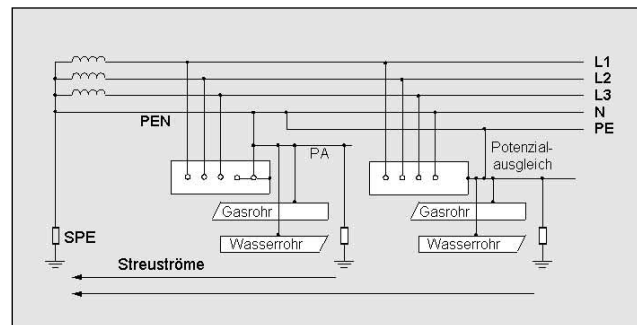 L1
L2
L3
N
PEN
PE
PA
Potenzial-
ausgleich
Gasrohr
Gasrohr
SPE
Wasserrohr
Wasserrohr
Streuströme